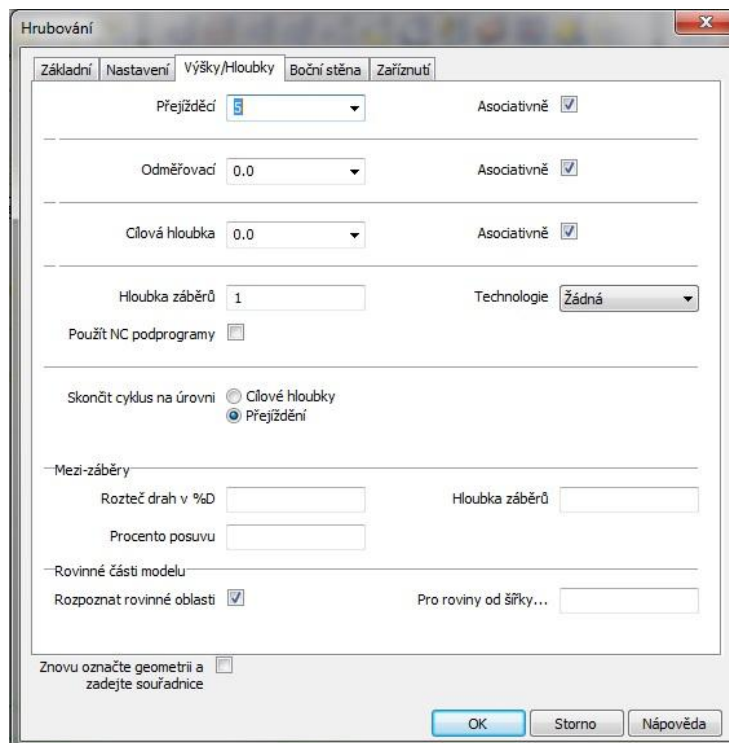 Hrubování
Základní Nastavení Výšky/Hloubky Boční stěna Zaříznutí
Přejížděcí 5 Asociativně
Odměřovací 0.0 Asociativně
Cílová hloubka 0.0 Asociativně
Hloubka záběrů 1 Technologie Žádná
Použít NC podprogramy
Skončit cyklus na úrovni Cílové hloubky
Přejíždění
Mezi-záběry
Rozteč drah v %D Hloubka záběrů
Procento posuvu
Rovinné části modelu
Rozpoznat rovinné oblasti Pro roviny od šířky...
Znovu označte geometrii a
zadejte souřadnice
OK Storno Nápověda